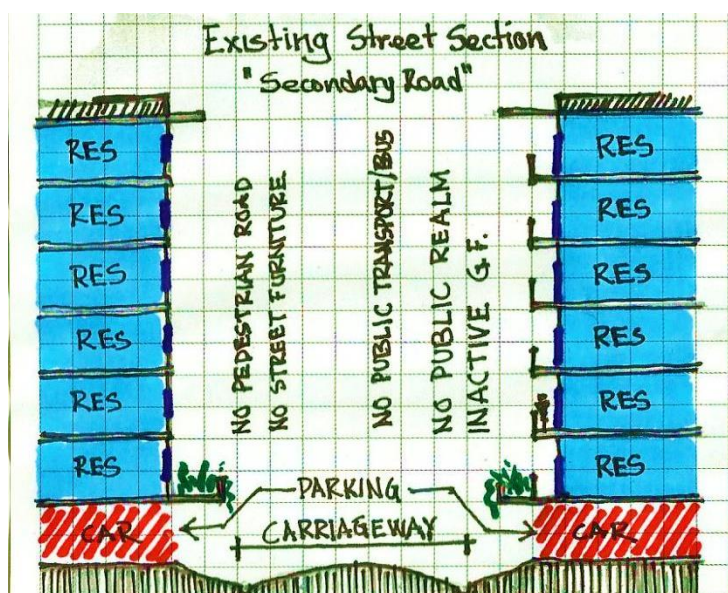 Existing Street Section
"Secondary Road"
RES
RES
RES
RES
RES
RES
CAR
NO PEDESTRIAN ROAD
NO STREET FURNITURE
NO PUBLIC TRANSPORT/BUS
NO PUBLIC REALM
INACTIVE G.F.
PARKING
CARRIAGEWAY
RES
RES
RES
RES
RES
RES
CAR